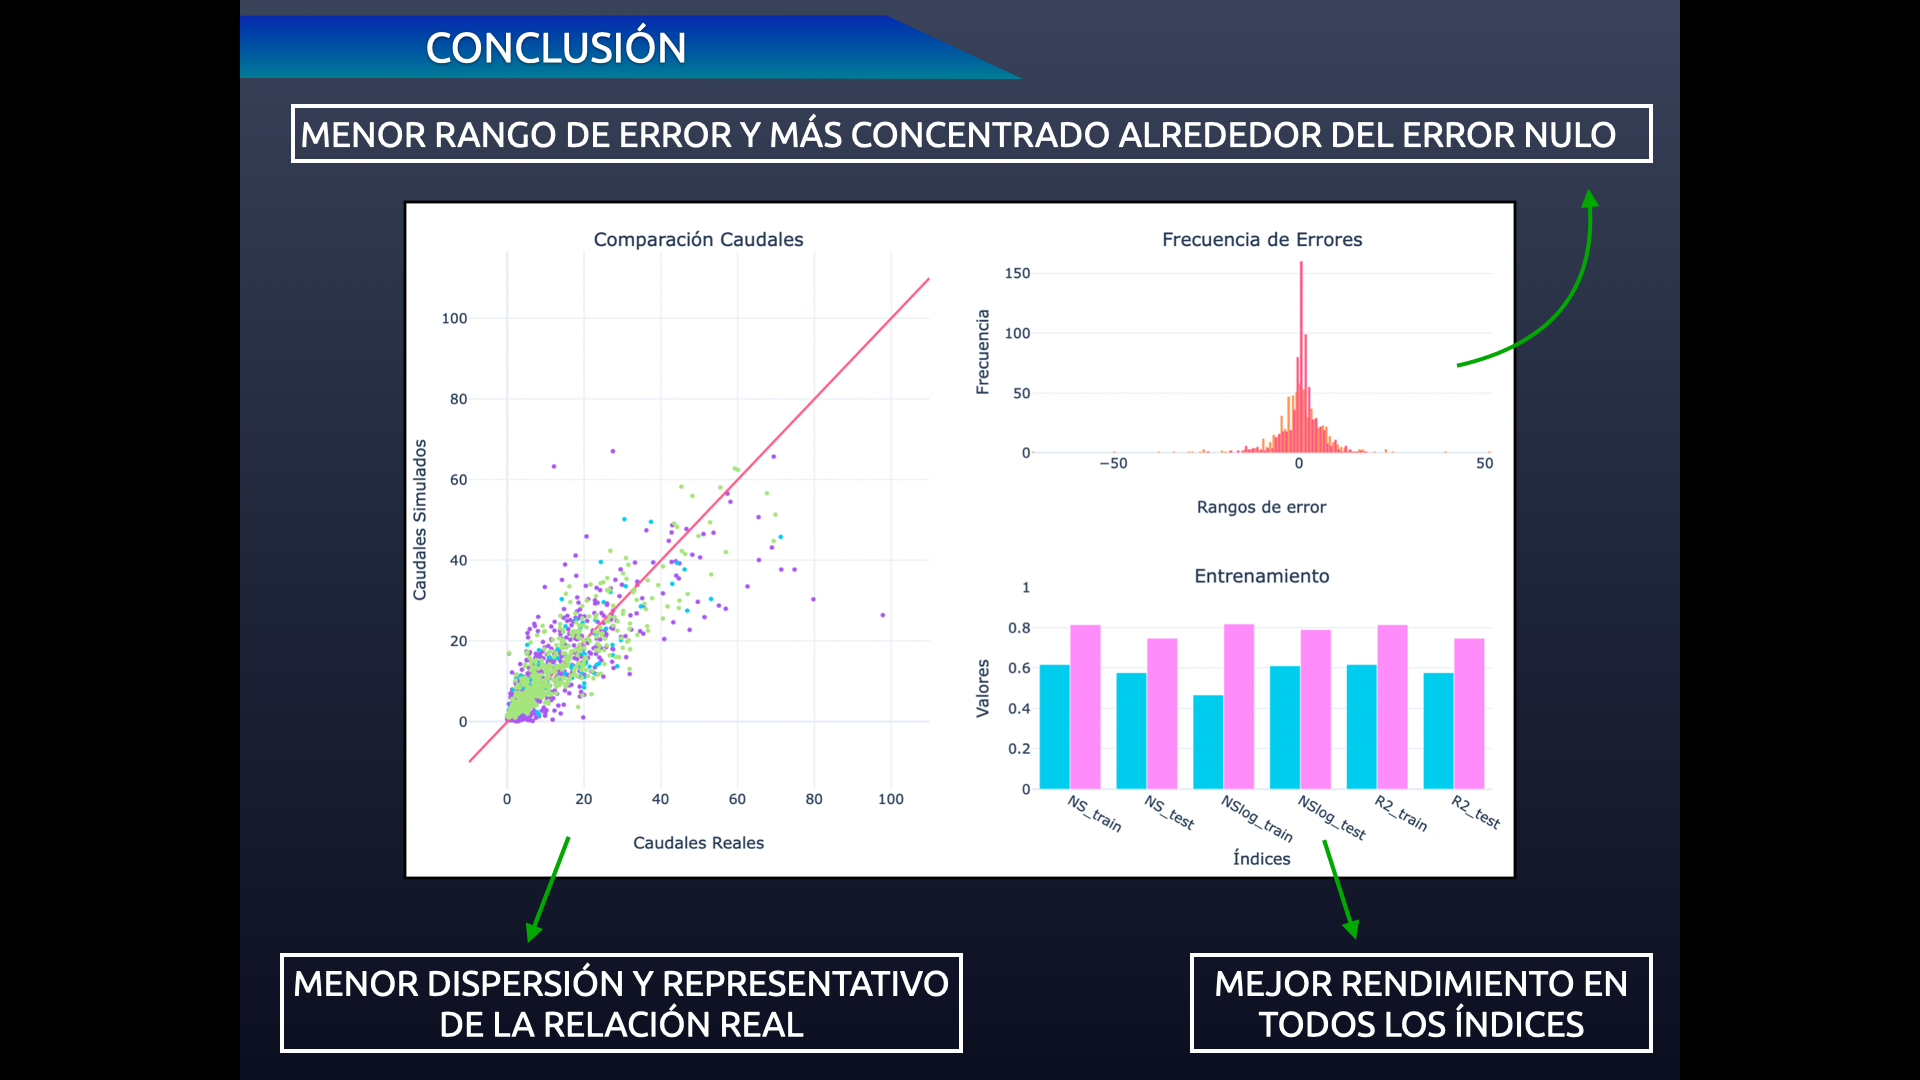 CONCLUSIÓN
MENOR RANGO DE ERROR Y MÁS CONCENTRADO ALREDEDOR DEL ERROR NULO
Comparación Caudales
100
80
60
40
20
0
Caudales Simulados
0 20 40 60 80 100
Caudales Reales
Frecuencia de Errores
150
100
50
0
Frecuencia
−50 0 50
Rangos de error
Entrenamiento
1
0.8
0.6
0.4
0.2
0
Valores
NS_train NS_test NSlog_train NSlog_test R2_train R2_test
Índices
MENOR DISPERSIÓN Y REPRESENTATIVO
DE LA RELACIÓN REAL
MEJOR RENDIMIENTO EN
TODOS LOS ÍNDICES